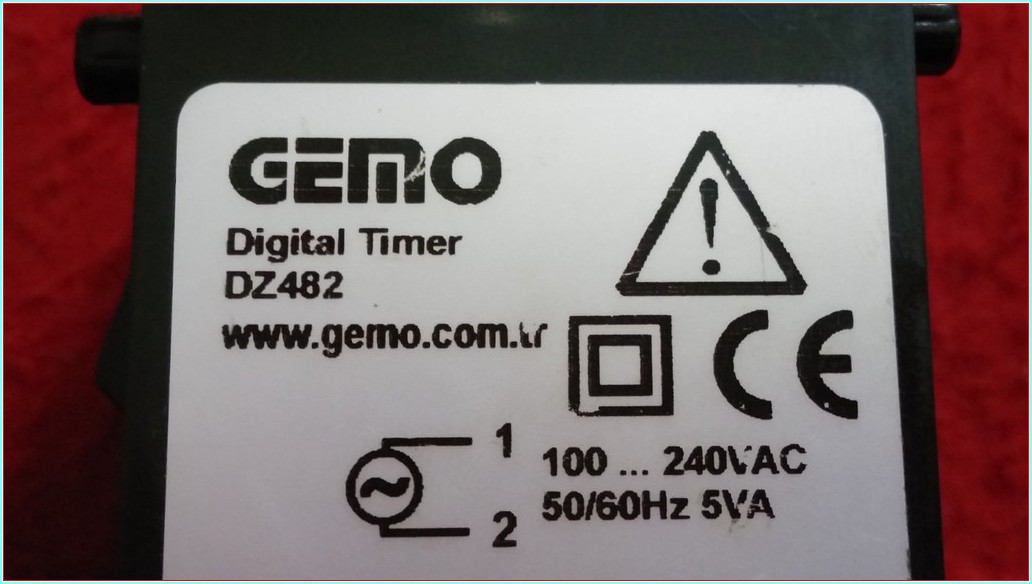 GEMO
Digital Timer
DZ482
www.gemo.com.tr
CE
1
100 ... 240VAC
50/60Hz 5VA
2